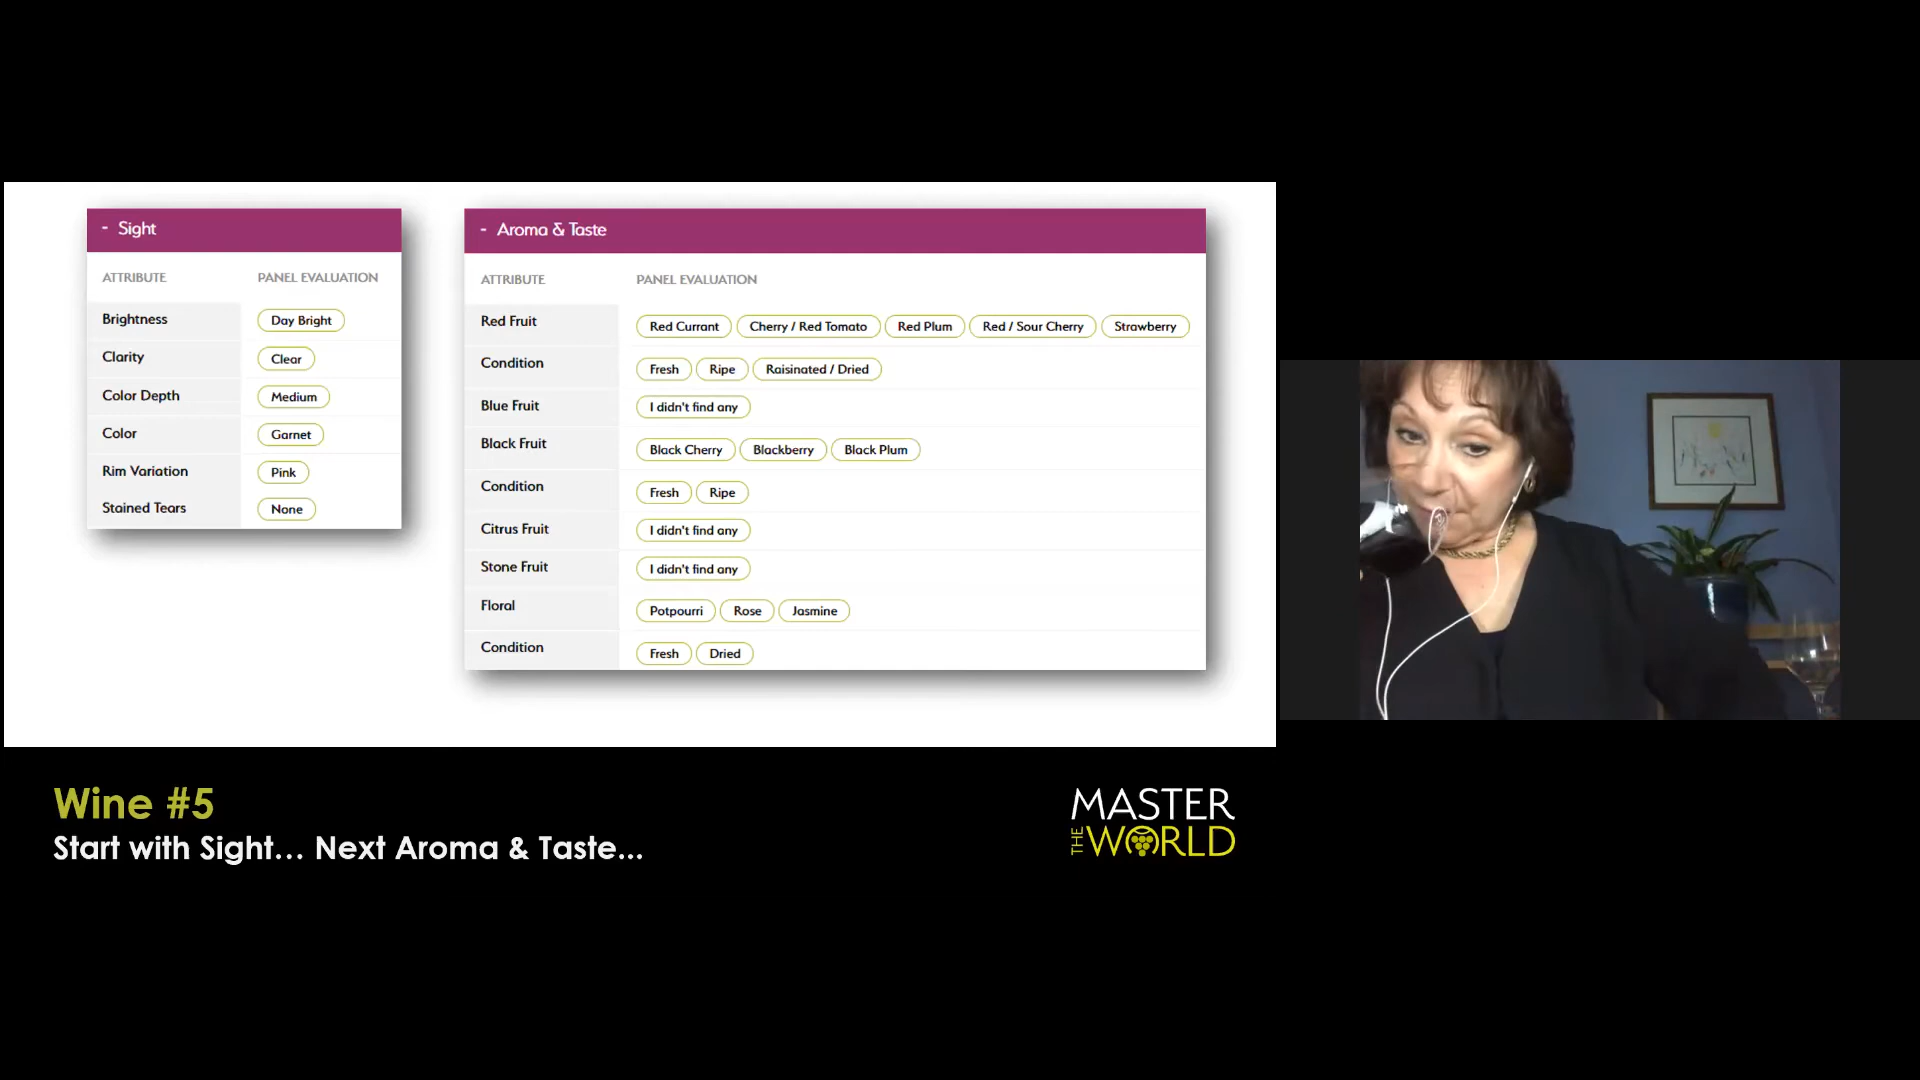 - Sight
ATTRIBUTE PANEL EVALUATION
Brightness Day Bright
Clarity Clear
Color Depth Medium
Color Garnet
Rim Variation Pink
Stained Tears None
- Aroma & Taste
ATTRIBUTE PANEL EVALUATION
Red Fruit Red Currant Cherry / Red Tomato Red Plum Red / Sour Cherry Strawberry
Condition Fresh Ripe Raisinated / Dried
Blue Fruit I didn't find any
Black Fruit Black Cherry Blackberry Black Plum
Condition Fresh Ripe
Citrus Fruit I didn't find any
Stone Fruit I didn't find any
Floral Potpourri Rose Jasmine
Condition Fresh Dried
Wine #5
Start with Sight... Next Aroma & Taste...
MASTER
THE WORLD